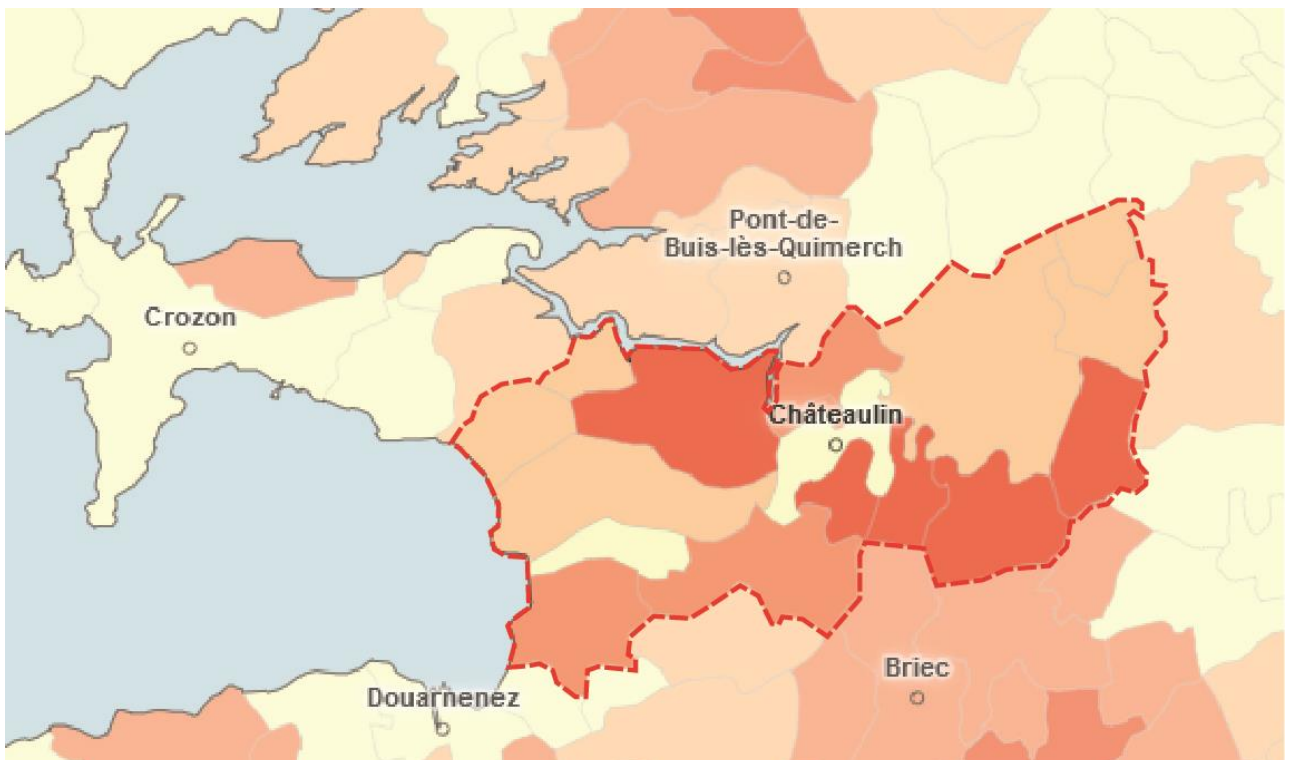 Pont-de-
Buis-lès-Quimerch
Crozon
Châteaulin
Briec
Douarnenez